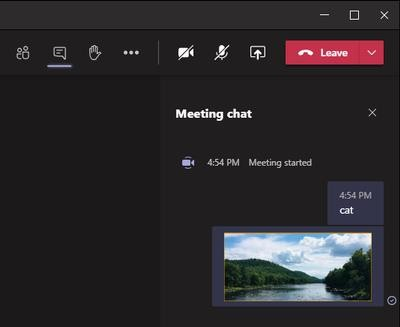 Leave
Meeting chat
4:54 PM Meeting started
4:54 PM
cat